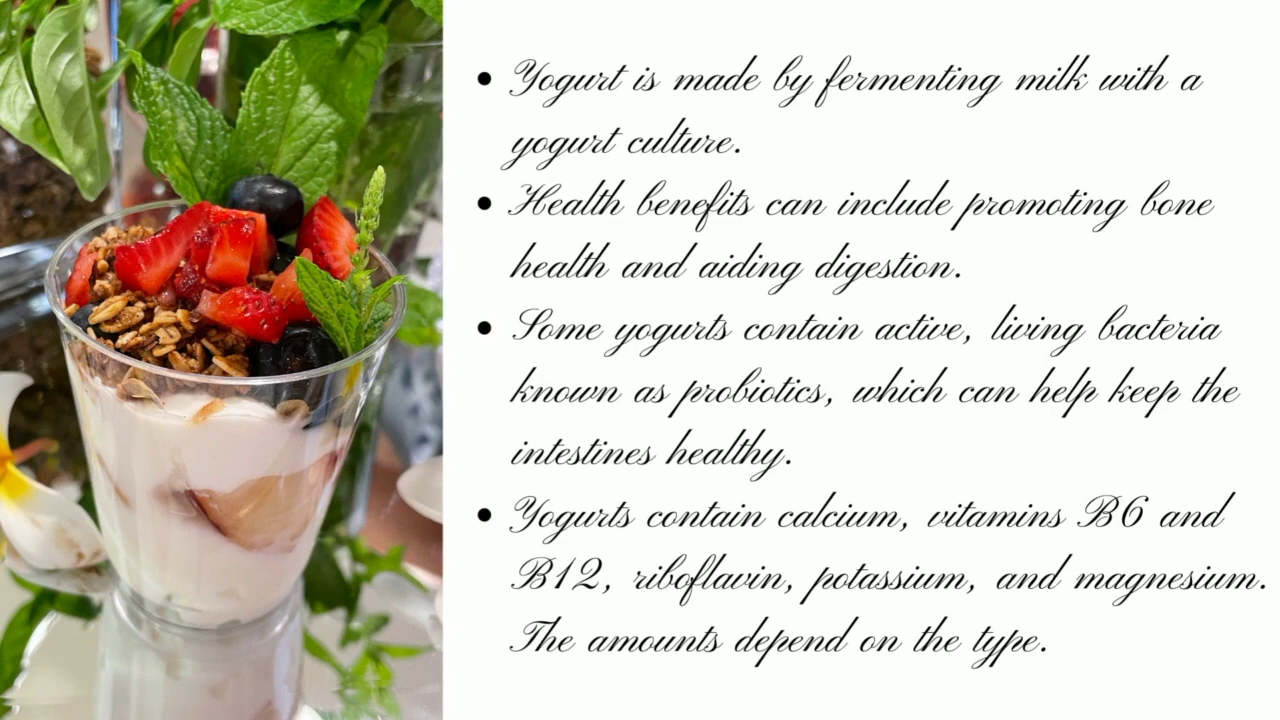 • Yogurt is made by fermenting milk with a
yogurt culture.
• Health benefits can include promoting bone
health and aiding digestion.
• Some yogurts contain active, living bacteria
known as probiotics, which can help keep the
intestines healthy.
• Yogurts contain calcium, vitamins B6 and
B12, riboflavin, potassium, and magnesium.
The amounts depend on the type.